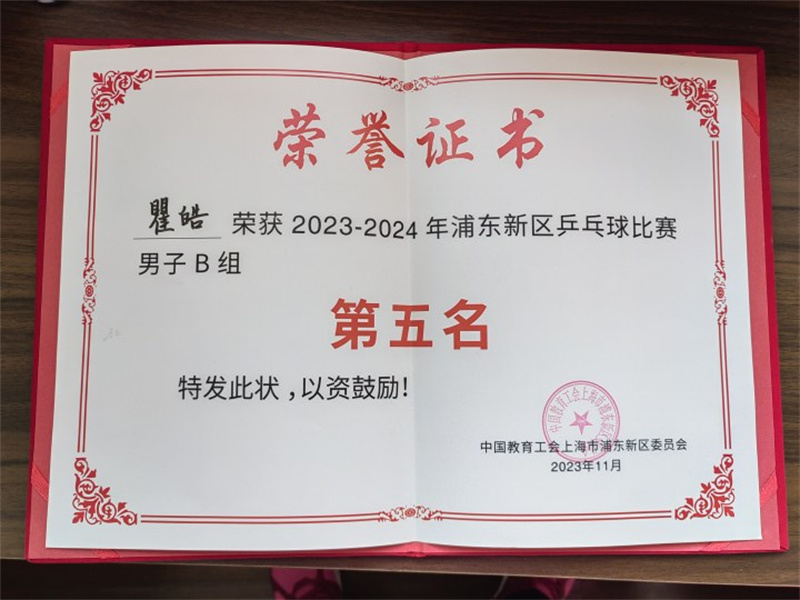 荣誉证书
瞿皓 荣获 2023-2024 年浦东新区乒乓球比赛
男子 B 组
第五名
特发此状，以资鼓励！
中国教育工会上海市浦东新区委员会
2023年11月